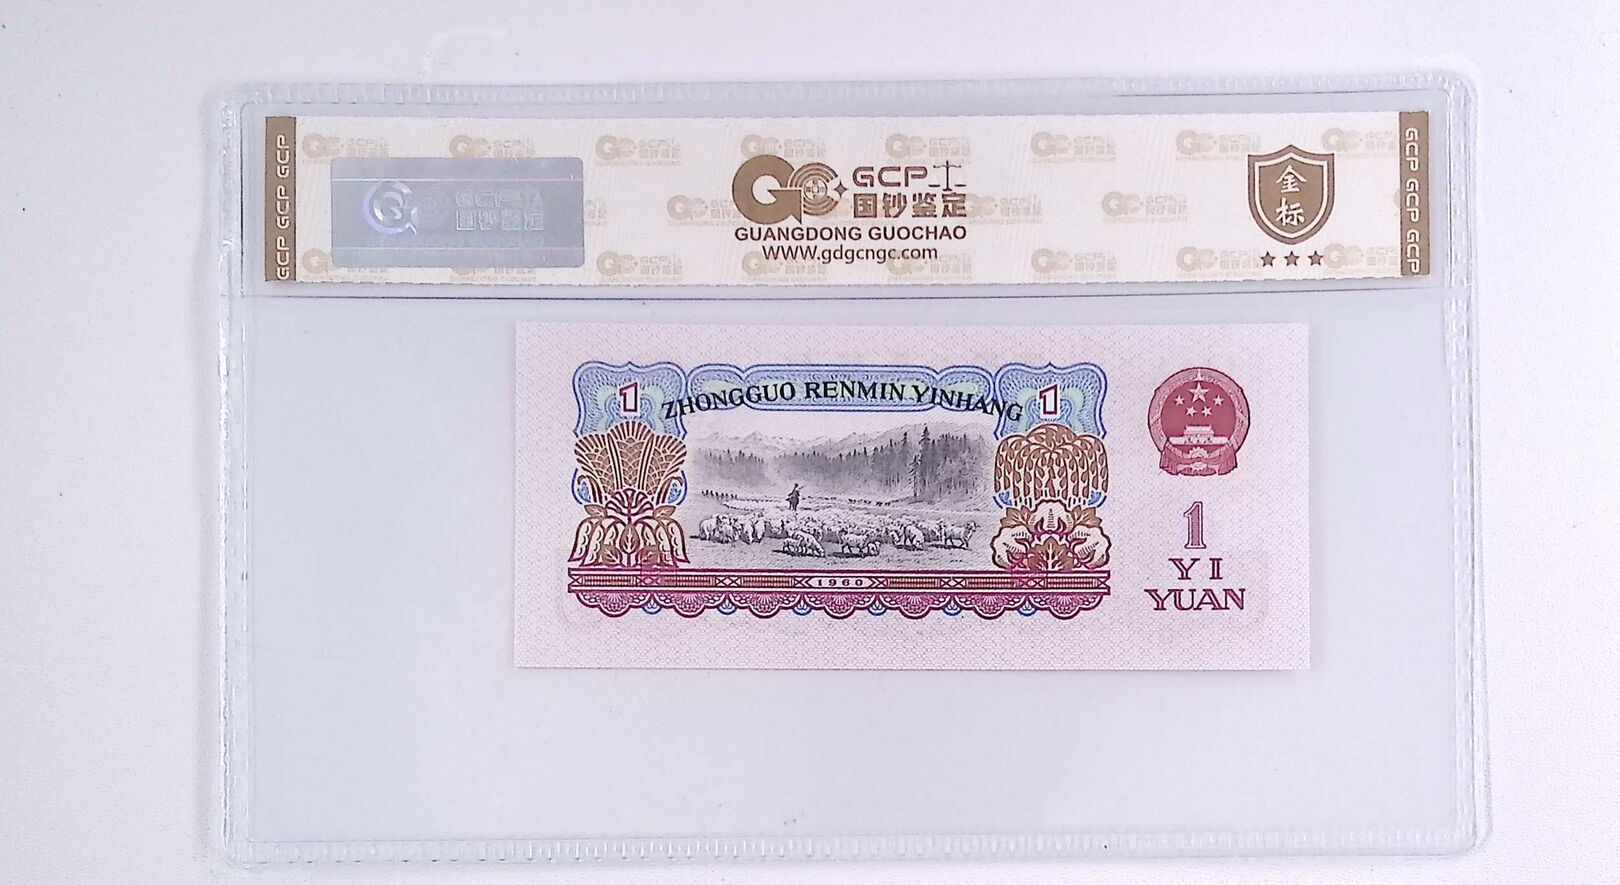 GCP GCP GCP
GCP
国钞鉴定
GUANGDONG GUOCHAO
WWW.gdgcngc.com
金标
GCP GCP GCP
GCP
国钞鉴定
1
ZHONGGUO RENMIN YINHANG
1
1960
1
YI
YUAN